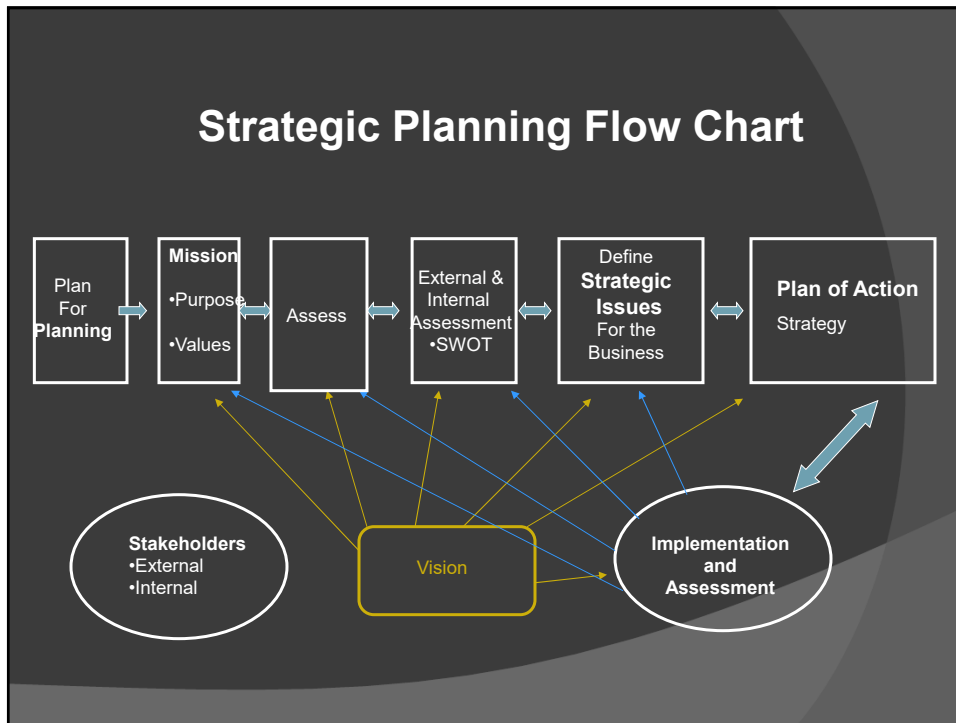 Strategic Planning Flow Chart
Plan
For
Planning
Mission
•Purpose
•Values
Assess
External &
Internal
Assessment
•SWOT
Define
Strategic
Issues
For the
Business
Plan of Action
Strategy
Stakeholders
•External
•Internal
Vision
Implementation
and
Assessment